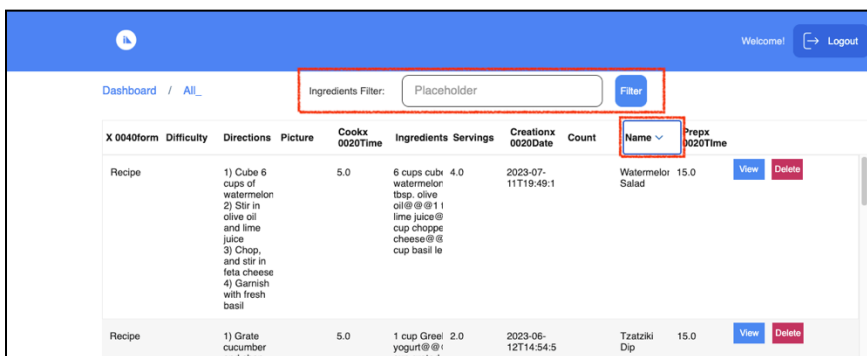 Welcome!
Logout
Dashboard / All_
Ingredients Filter:
Placeholder
Filter
X 0040form Difficulty Directions Picture Cookx 0020Time Ingredients Servings Creationx 0020Date Count Name Prepx 0020TIme
Recipe
1) Cube 6
cups of
watermelon
2) Stir in
olive oil
and lime
juice
3) Chop,
and stir in
feta cheese
4) Garnish
with fresh
basil
5.0
6 cups cube
watermelon
tbsp. olive
oil@@@1 t
lime juice@
cup choppe
cheese@@
cup basil le
4.0
2023-07-
11T19:49:1
Watermelon
Salad
15.0
View
Delete
Recipe
1) Grate
cucumber
5.0
1 cup Greel
yogurt@@
2.0
2023-06-
12T14:54:5
Tzatziki
Dip
15.0
View
Delete